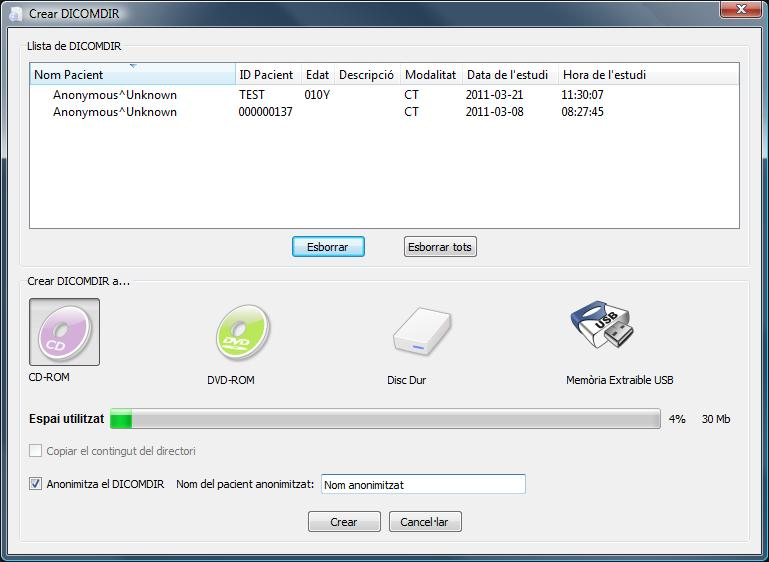 Crear DICOMDIR
Llista de DICOMDIR
Nom Pacient ID Pacient Edat Descripció Modalitat Data de l'estudi Hora de l'estudi
Anonymous^Unknown TEST 010Y CT 2011-03-21 11:30:07
Anonymous^Unknown 000000137 CT 2011-03-08 08:27:45
Esborrar Esborrar tots
Crear DICOMDIR a...
CD DVD USB
CD-ROM DVD-ROM Disc Dur Memòria Extraible USB
Espai utilitzat 4% 30 Mb
Copiar el contingut del directori
Anonimitza el DICOMDIR Nom del pacient anonimitzat: Nom anonimitzat
Crear Cancel·lar